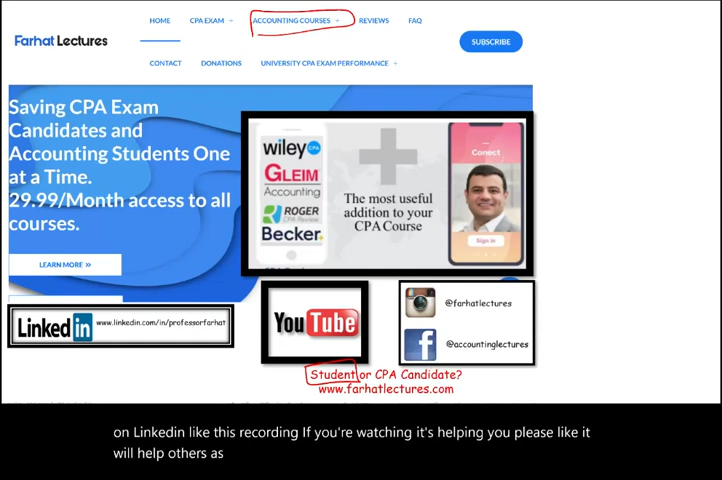 HOME
CPA EXAM
ACCOUNTING COURSES
REVIEWS
FAQ
Farhat Lectures
SUBSCRIBE
CONTACT
DONATIONS
UNIVERSITY CPA EXAM PERFORMANCE
Saving CPA Exam
Candidates and
Accounting Students One
at a Time.
29.99/Month access to all
courses.
LEARN MORE »
wiley CPA
GLEIM
Accounting
ROGER
CPA Review
Becker
The most useful
addition to your
CPA Course
Conect
Sign in
Linked in
www.linkedin.com/in/professorfarhat
YouTube
@farhatlectures
@accountinglectures
Student or CPA Candidate?
www.farhatlectures.com
on Linkedin like this recording If you're watching it's helping you please like it
will help others as